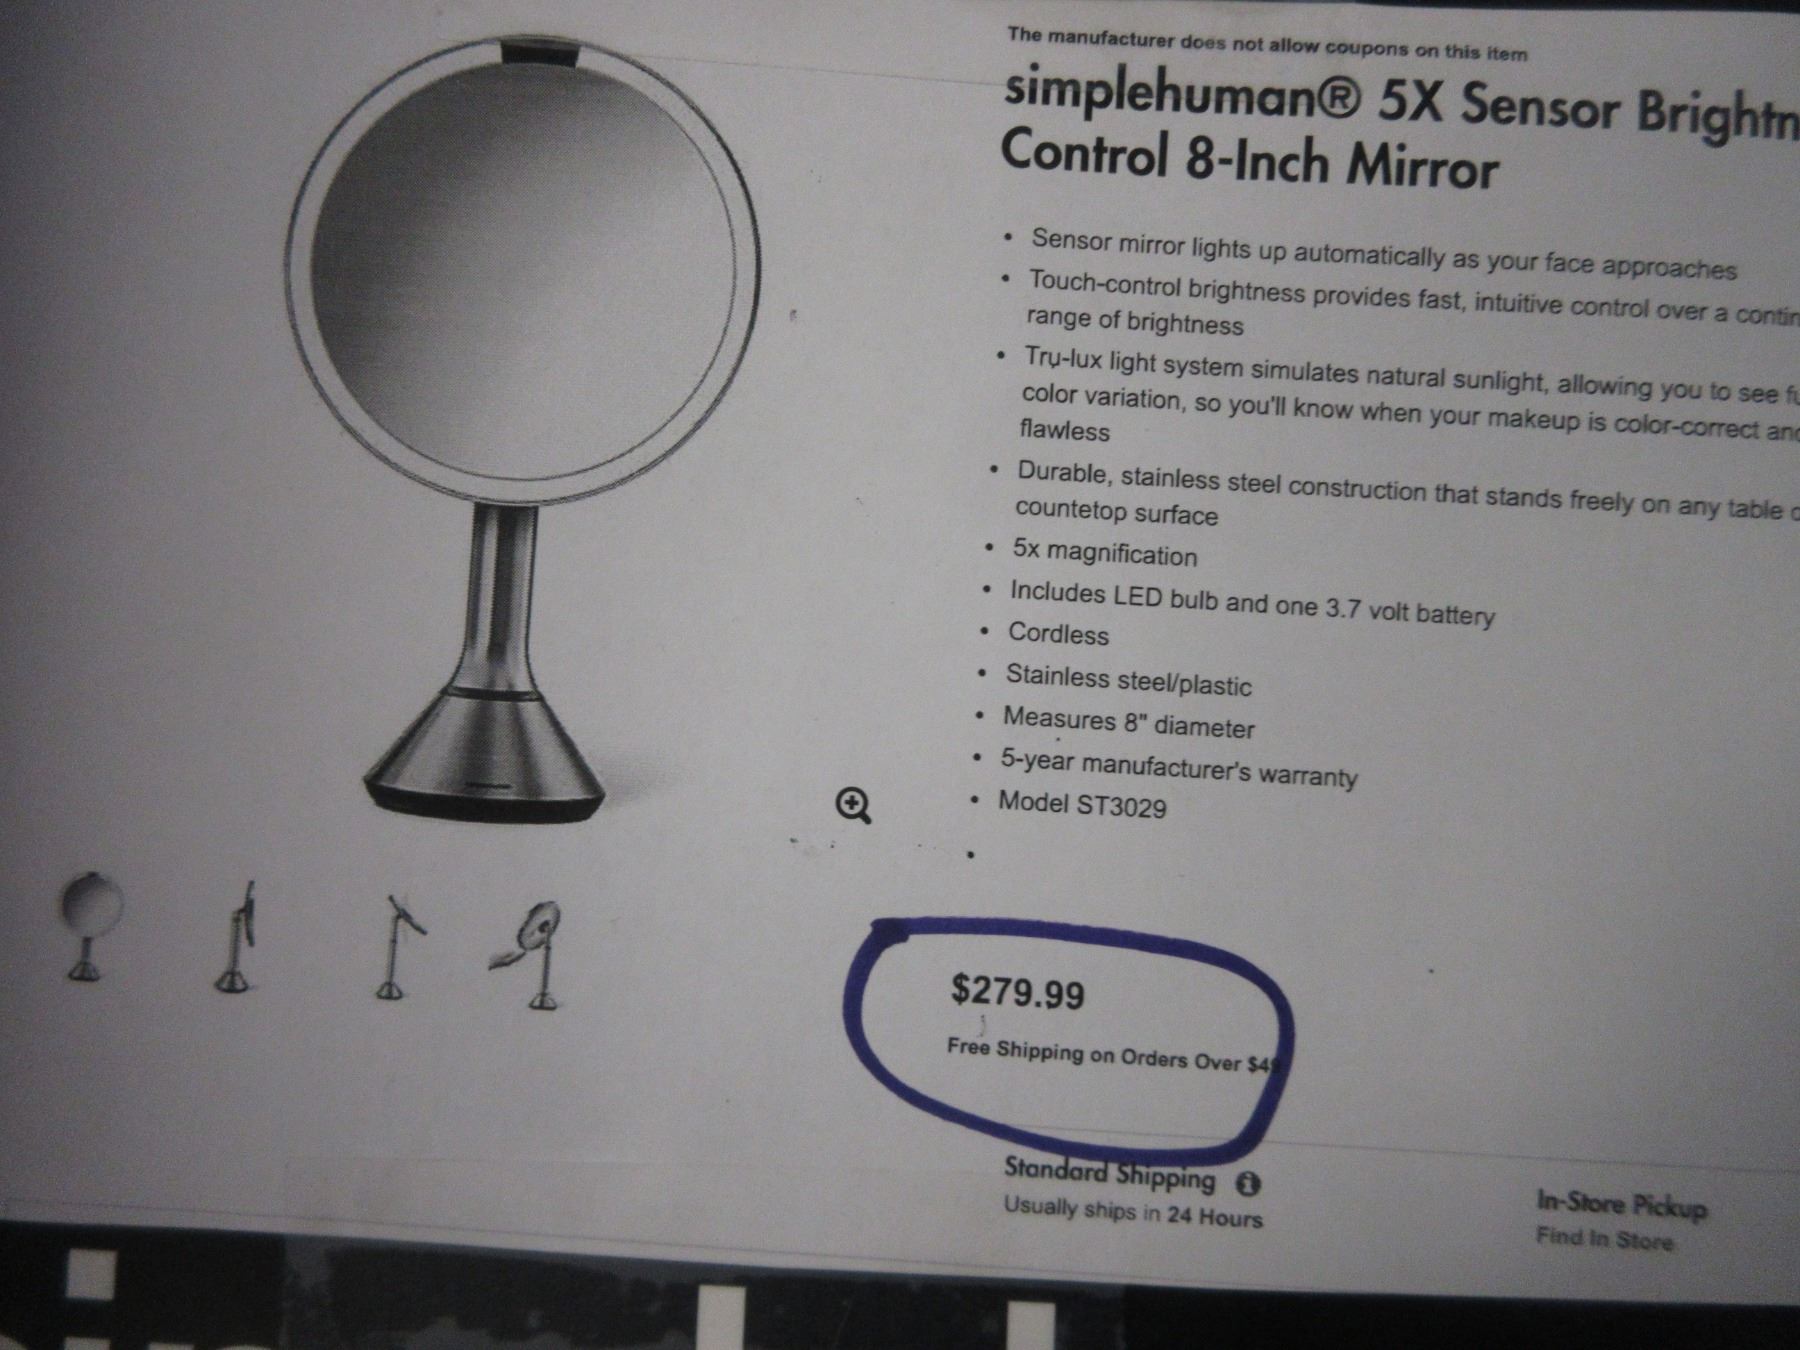 The manufacturer does not allow coupons on this item
simplehuman® 5X Sensor
Control 8-Inch Mirror
• Sensor mirror lights up automatically as your face approaches
• Touch-control brightness provides fast, intuitive control over a
range of brightness
• Tru-lux light system simulates natural sunlight, allowing you to see
color variation, so you'll know when your makeup is color-correct
flawless
• Durable, stainless steel construction that stands freely on any table
countetop surface
• 5x magnification
• Includes LED bulb and one 3.7 volt battery
• Cordless
• Stainless steel/plastic
• Measures 8" diameter
• 5-year manufacturer's warranty
• Model ST3029
•
$279.99
Free Shipping on Orders Over
Standard Shipping
Usually ships in 24 Hours
In-Store Pickup
Find In Store